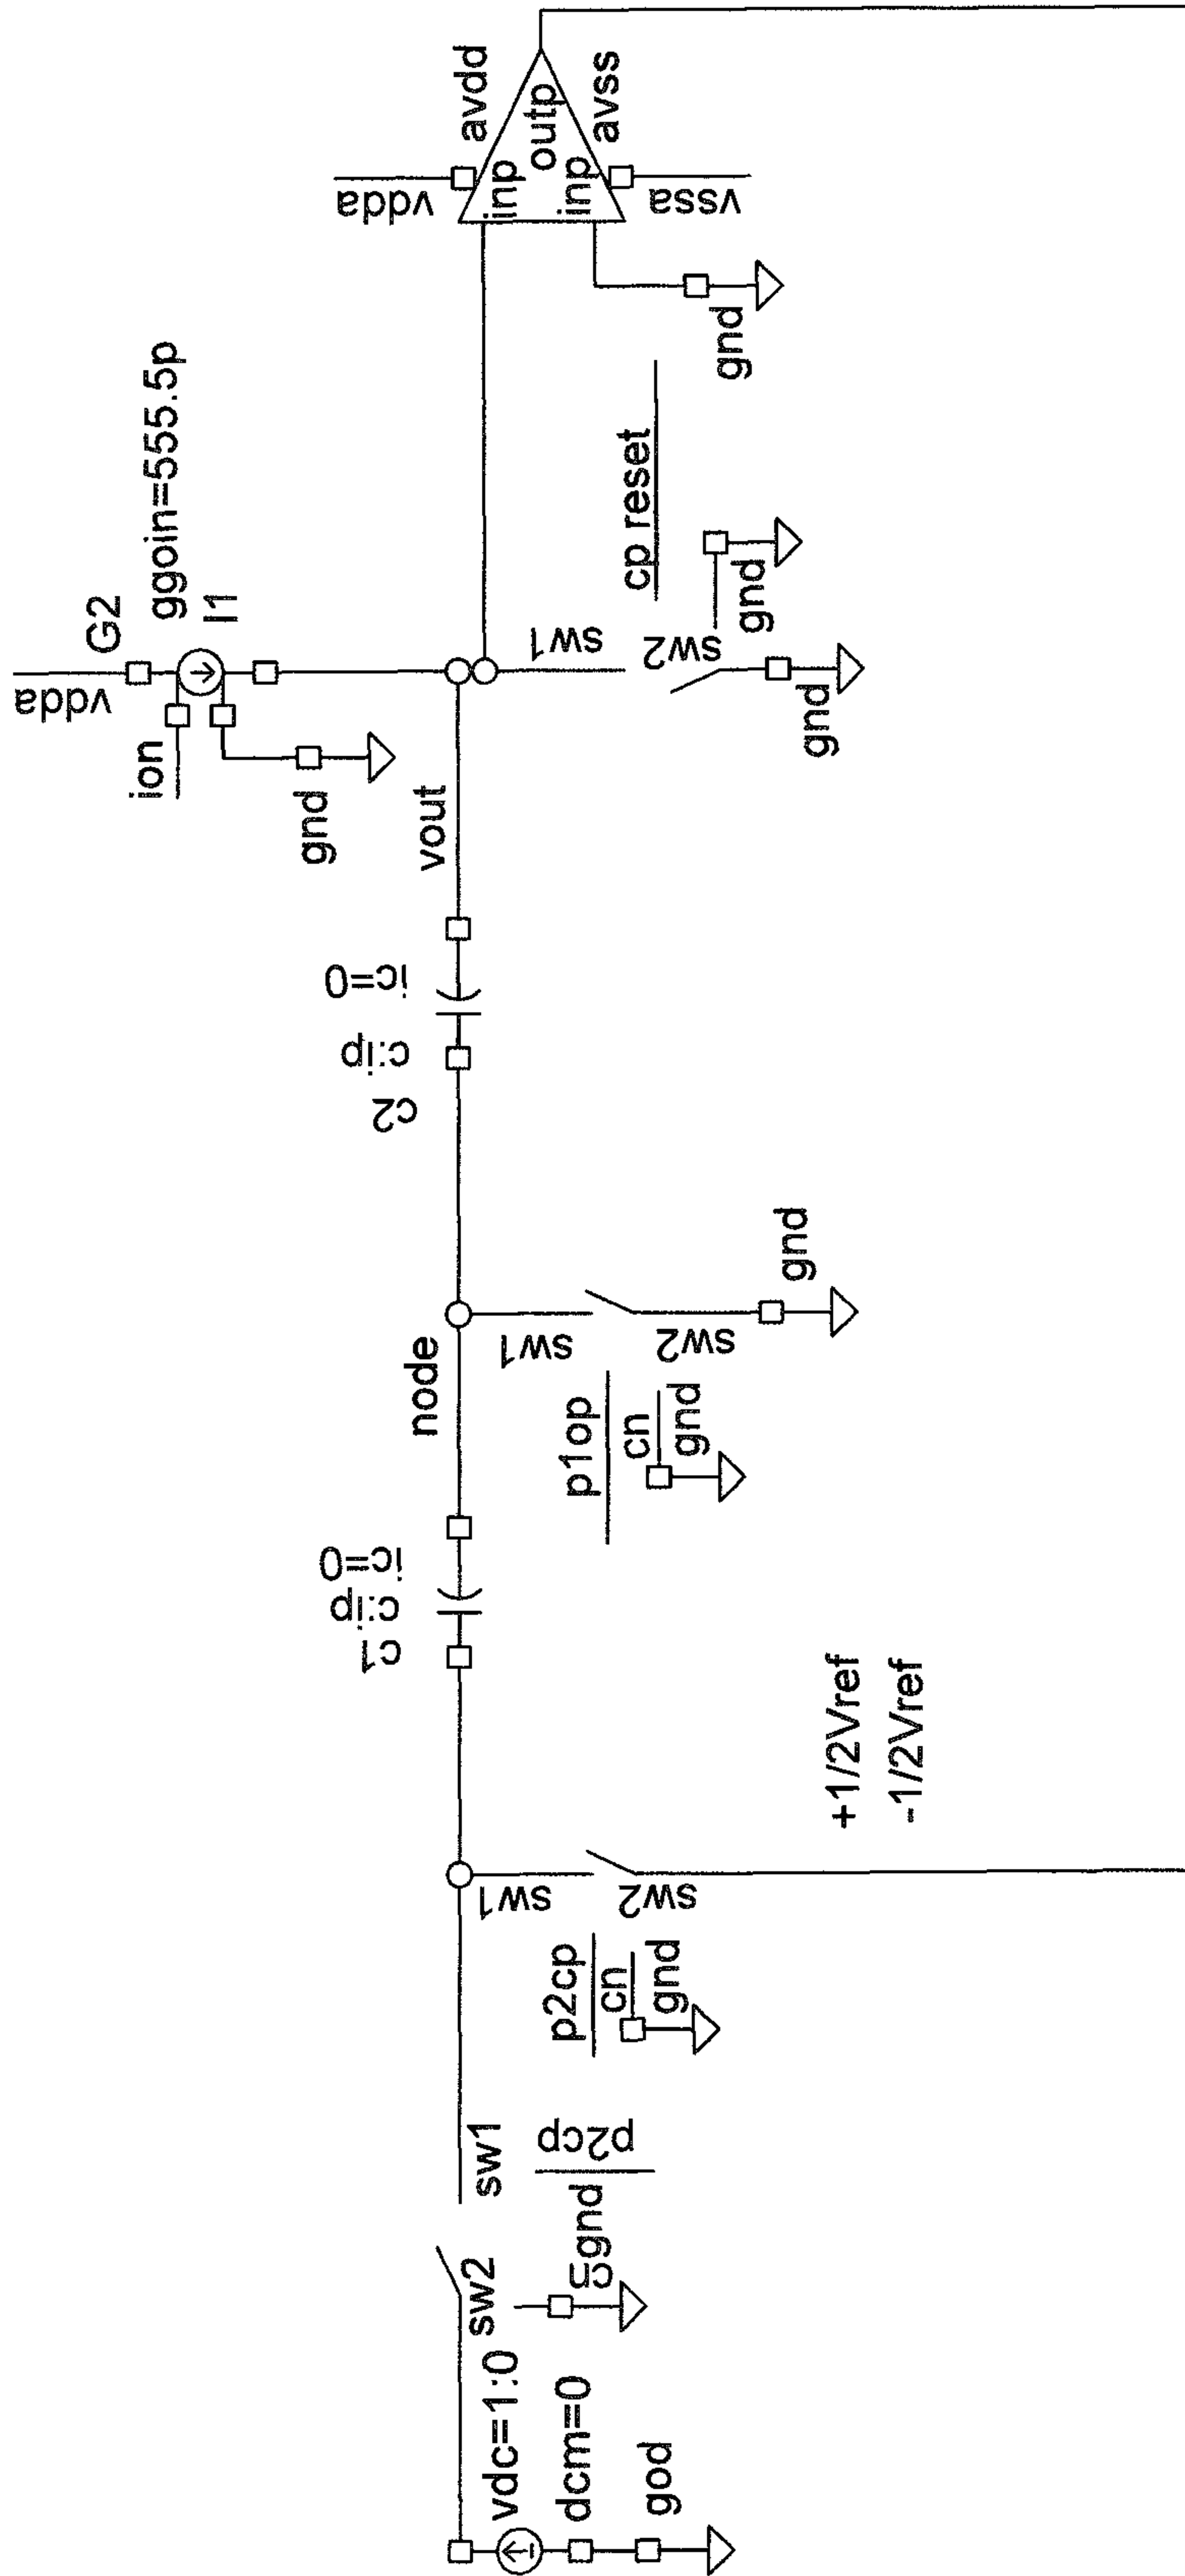 vdda
G2
ggoin=555.5p
I1
ion
gnd
vout
vdda
avdd
inp
outp
inp
avss
vssa
gnd
cp reset
sw1
sw2
gnd
gnd
ic=0
c:ip
c2
node
sw1
sw2
gnd
p1op
cn
gnd
ic=0
c:ip
c1
+1/2Vref
-1/2Vref
sw1
sw2
p2cp
cn
gnd
sw1
p2cp
gnd
cn
sw2
vdc=1:0
dcm=0
god